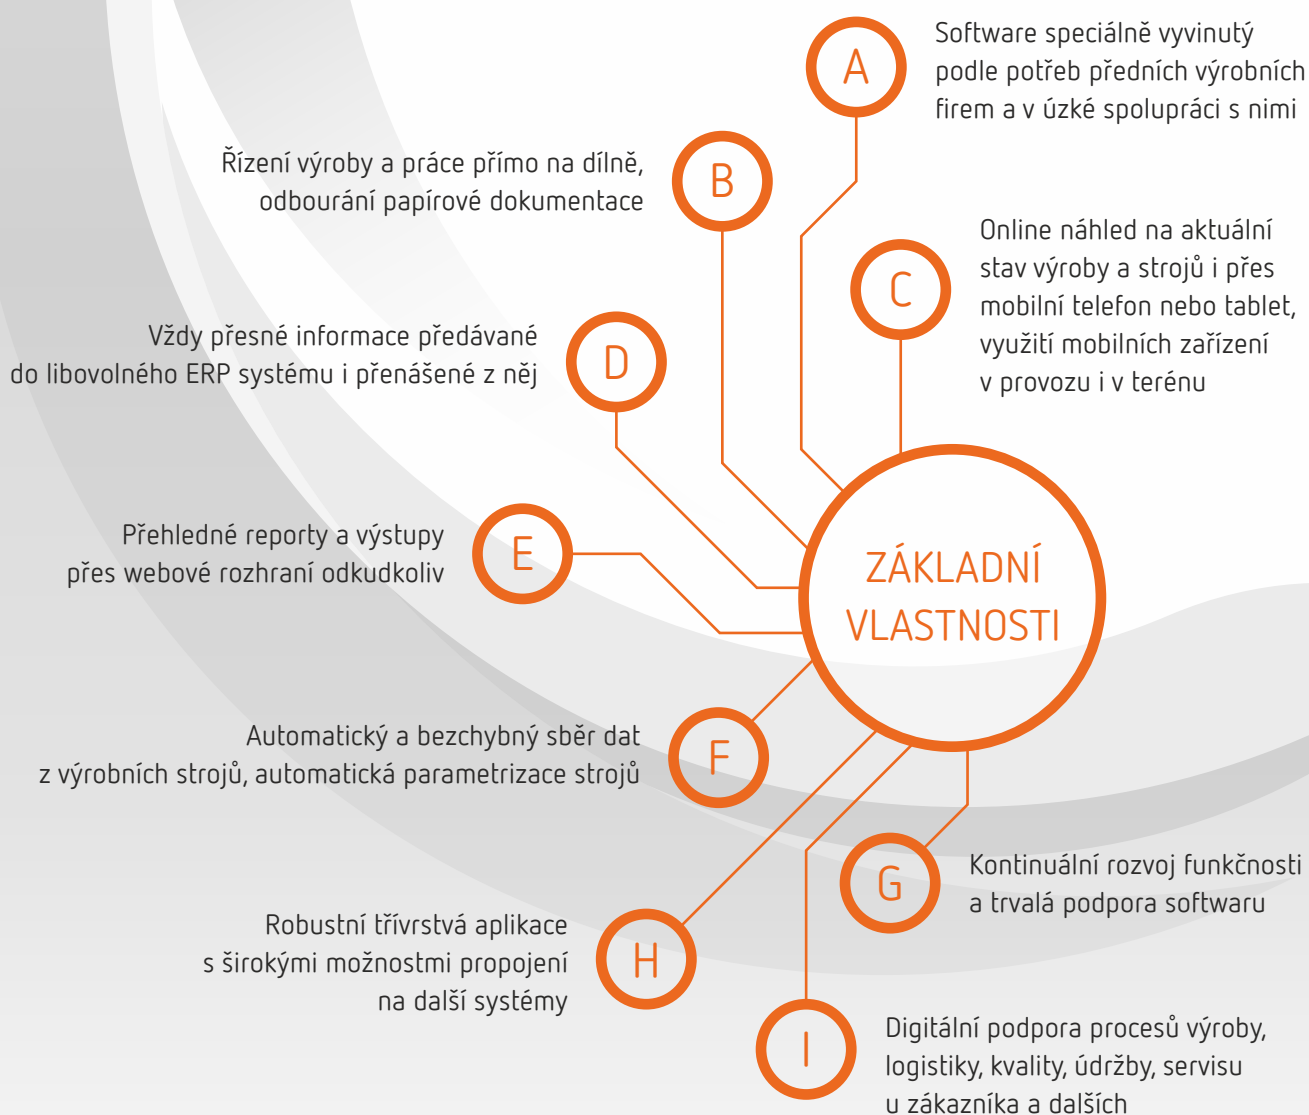 A
Software speciálně vyvinutý
podle potřeb předních výrobních
firem a v úzké spolupráci s nimi
B
Řízení výroby a práce přímo na dílně,
odbourání papírové dokumentace
C
Online náhled na aktuální
stav výroby a strojů i přes
mobilní telefon nebo tablet,
využití mobilních zařízení
v provozu i v terénu
D
Vždy přesné informace předávané
do libovolného ERP systému i přenášené z něj
E
Přehledné reporty a výstupy
přes webové rozhraní odkudkoliv
ZÁKLADNÍ
VLASTNOSTI
F
Automatický a bezchybný sběr dat
z výrobních strojů, automatická parametrizace strojů
G
Kontinuální rozvoj funkčnosti
a trvalá podpora softwaru
H
Robustní třívrstvá aplikace
s širokými možnostmi propojení
na další systémy
I
Digitální podpora procesů výroby,
logistiky, kvality, údržby, servisu
u zákazníka a dalších